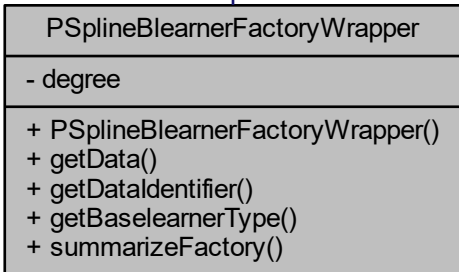 PSplineBlearnerFactoryWrapper
- degree
+ PSplineBlearnerFactoryWrapper()
+ getData()
+ getDataIdentifier()
+ getBaselearnerType()
+ summarizeFactory()